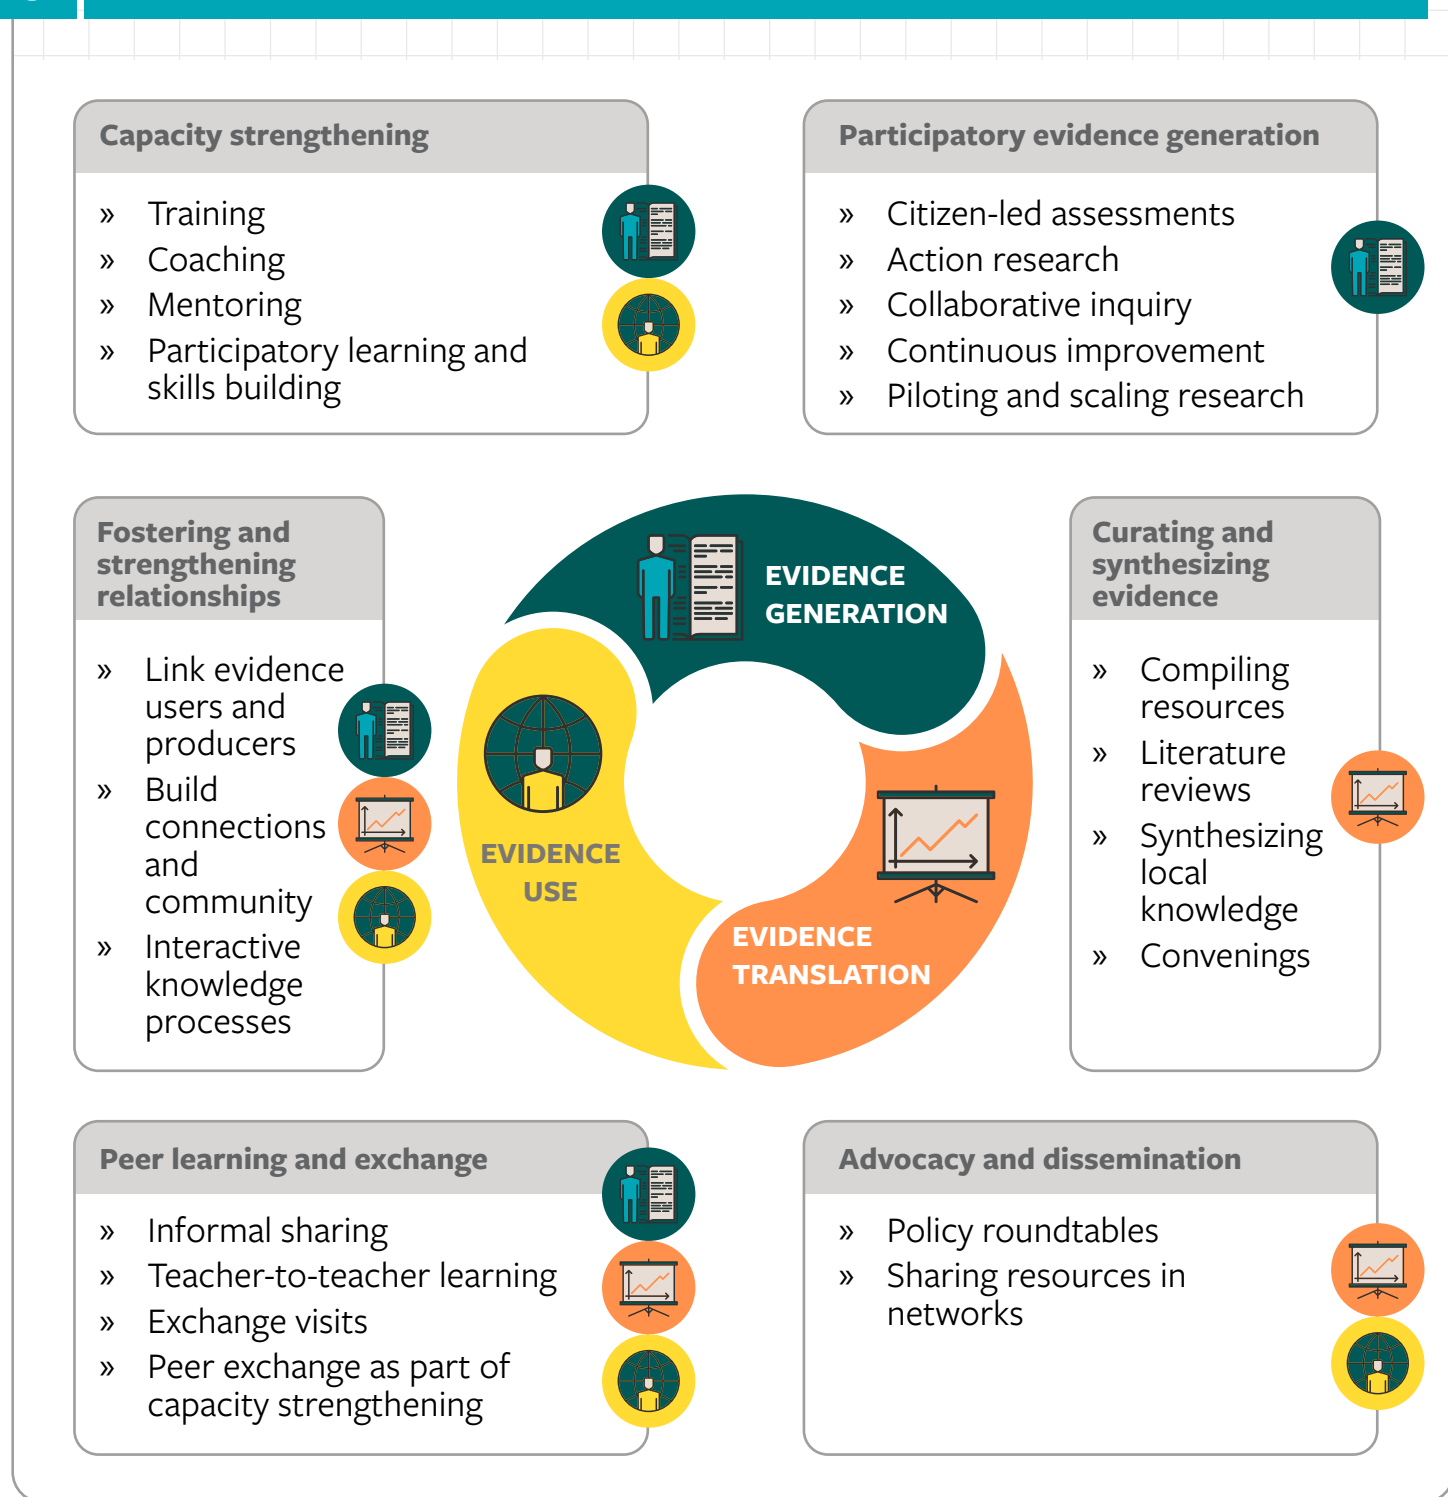 Capacity strengthening
» Training
» Coaching
» Mentoring
» Participatory learning and
skills building
Participatory evidence generation
» Citizen-led assessments
» Action research
» Collaborative inquiry
» Continuous improvement
» Piloting and scaling research
Fostering and
strengthening
relationships
» Link evidence
users and
producers
» Build
connections
and
community
» Interactive
knowledge
processes
EVIDENCE
GENERATION
EVIDENCE
USE
EVIDENCE
TRANSLATION
Curating and
synthesizing
evidence
» Compiling
resources
» Literature
reviews
» Synthesizing
local
knowledge
» Convenings
Peer learning and exchange
» Informal sharing
» Teacher-to-teacher learning
» Exchange visits
» Peer exchange as part of
capacity strengthening
Advocacy and dissemination
» Policy roundtables
» Sharing resources in
networks